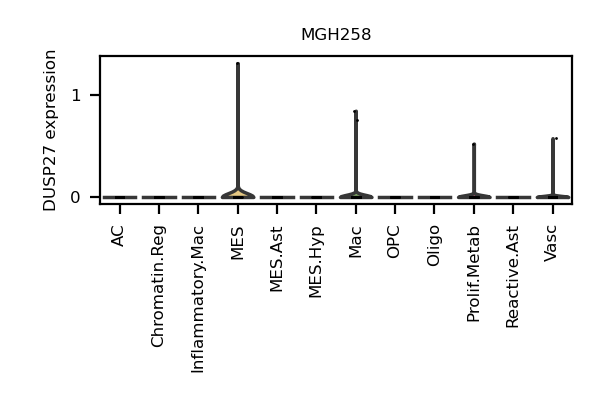 MGH258
DUSP27 expression
1
0
AC
Chromatin.Reg
Inflammatory.Mac
MES
MES.Ast
MES.Hyp
Mac
OPC
Oligo
Prolif.Metab
Reactive.Ast
Vasc